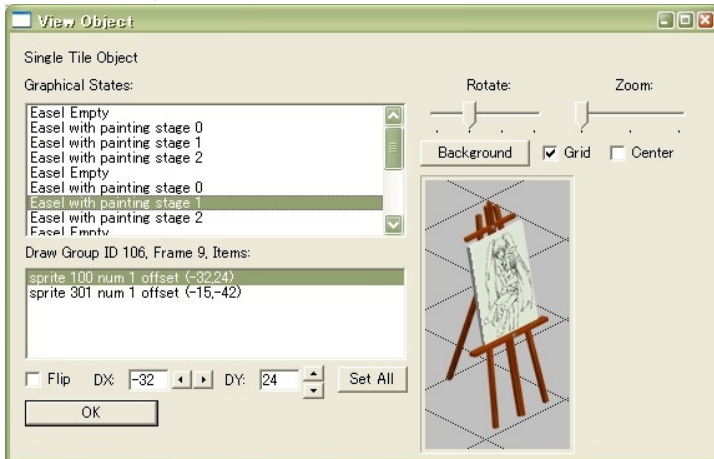 View Object
Single Tile Object
Graphical States:
Easel Empty
Easel with painting stage 0
Easel with painting stage 1
Easel with painting stage 2
Easel Empty
Easel with painting stage 0
Easel with painting stage 1
Easel with painting stage 2
Easel Empty
Rotate:
Zoom:
Background
Grid
Center
Draw Group ID 106, Frame 9, Items:
sprite 100 num 1 offset (-32,24)
sprite 301 num 1 offset (-15,-42)
Flip DX: -32 DY: 24 Set All
OK